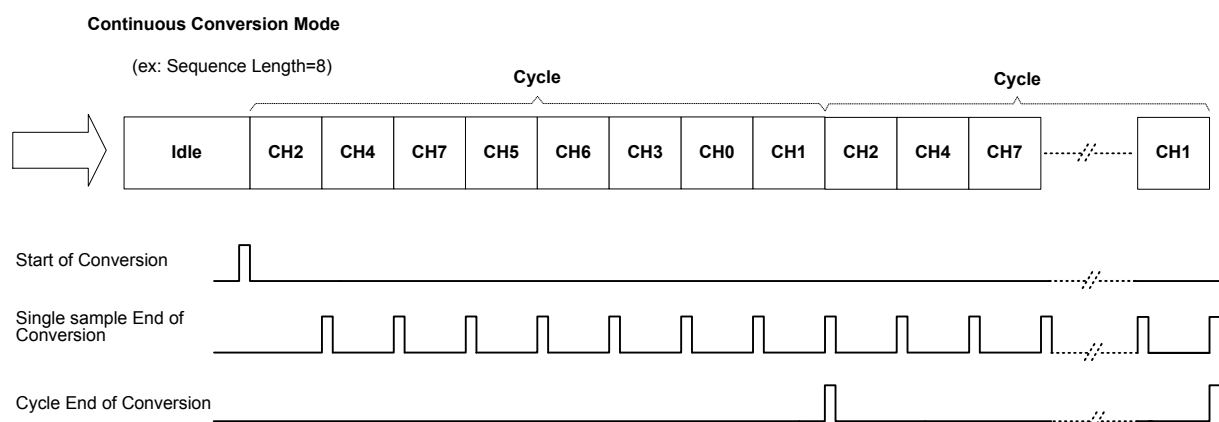 Continuous Conversion Mode
(ex: Sequence Length=8)
Cycle Cycle
Idle CH2 CH4 CH7 CH5 CH6 CH3 CH0 CH1 CH2 CH4 CH7 CH1
Start of Conversion
Single sample End of
Conversion
Cycle End of Conversion